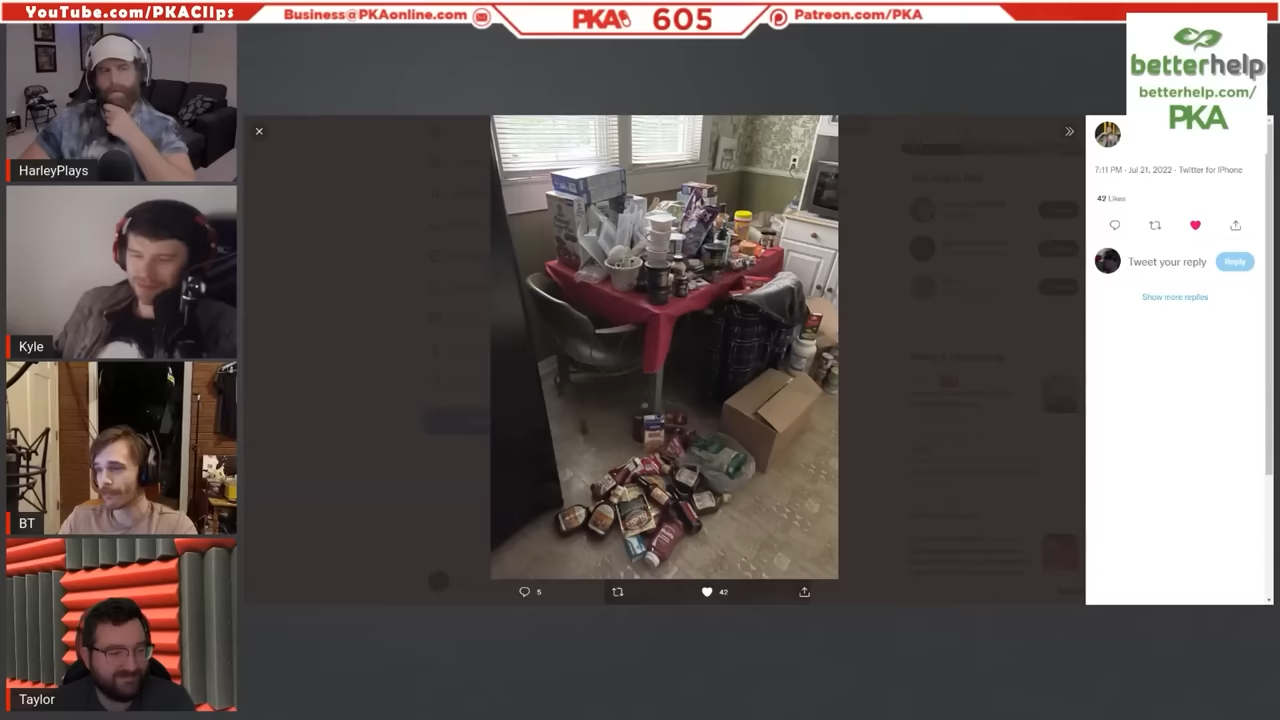 YouTube.com/PKAClips
Business@PKAonline.com
PKA 605
Patreon.com/PKA
betterhelp
betterhelp.com/
PKA
HarleyPlays
Kyle
BT
Taylor
7:11 PM · Jul 21, 2022 · Twitter for iPhone
42 Likes
Tweet your reply
Reply
Show more replies
5
42